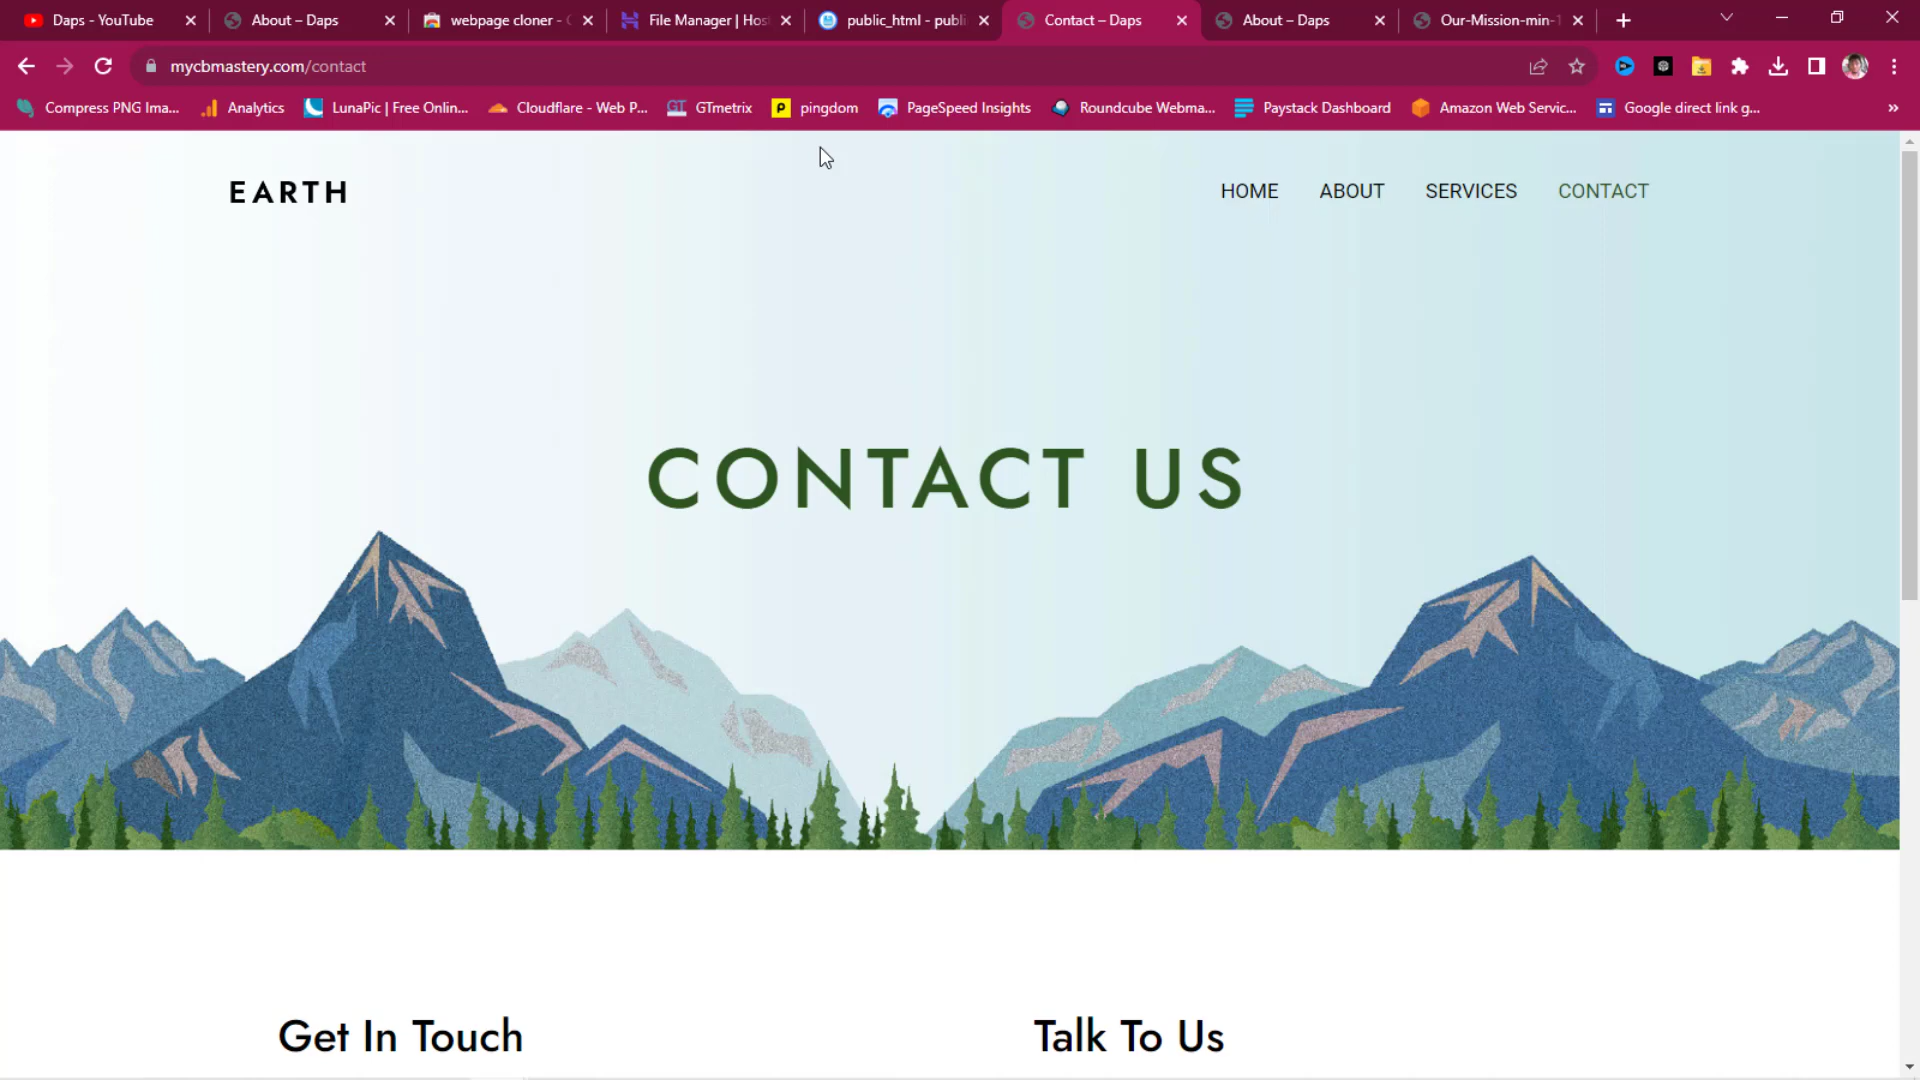 Daps - YouTube
About – Daps
webpage cloner -
File Manager | Hos
public_html - publi
Contact – Daps
About – Daps
Our-Mission-min-1
mycbmastery.com/contact
Compress PNG Ima...
Analytics
LunaPic | Free Onlin...
Cloudflare - Web P...
GTmetrix
pingdom
PageSpeed Insights
Roundcube Webma...
Paystack Dashboard
Amazon Web Servic...
Google direct link g...
EARTH
HOME
ABOUT
SERVICES
CONTACT
CONTACT US
Get In Touch
Talk To Us